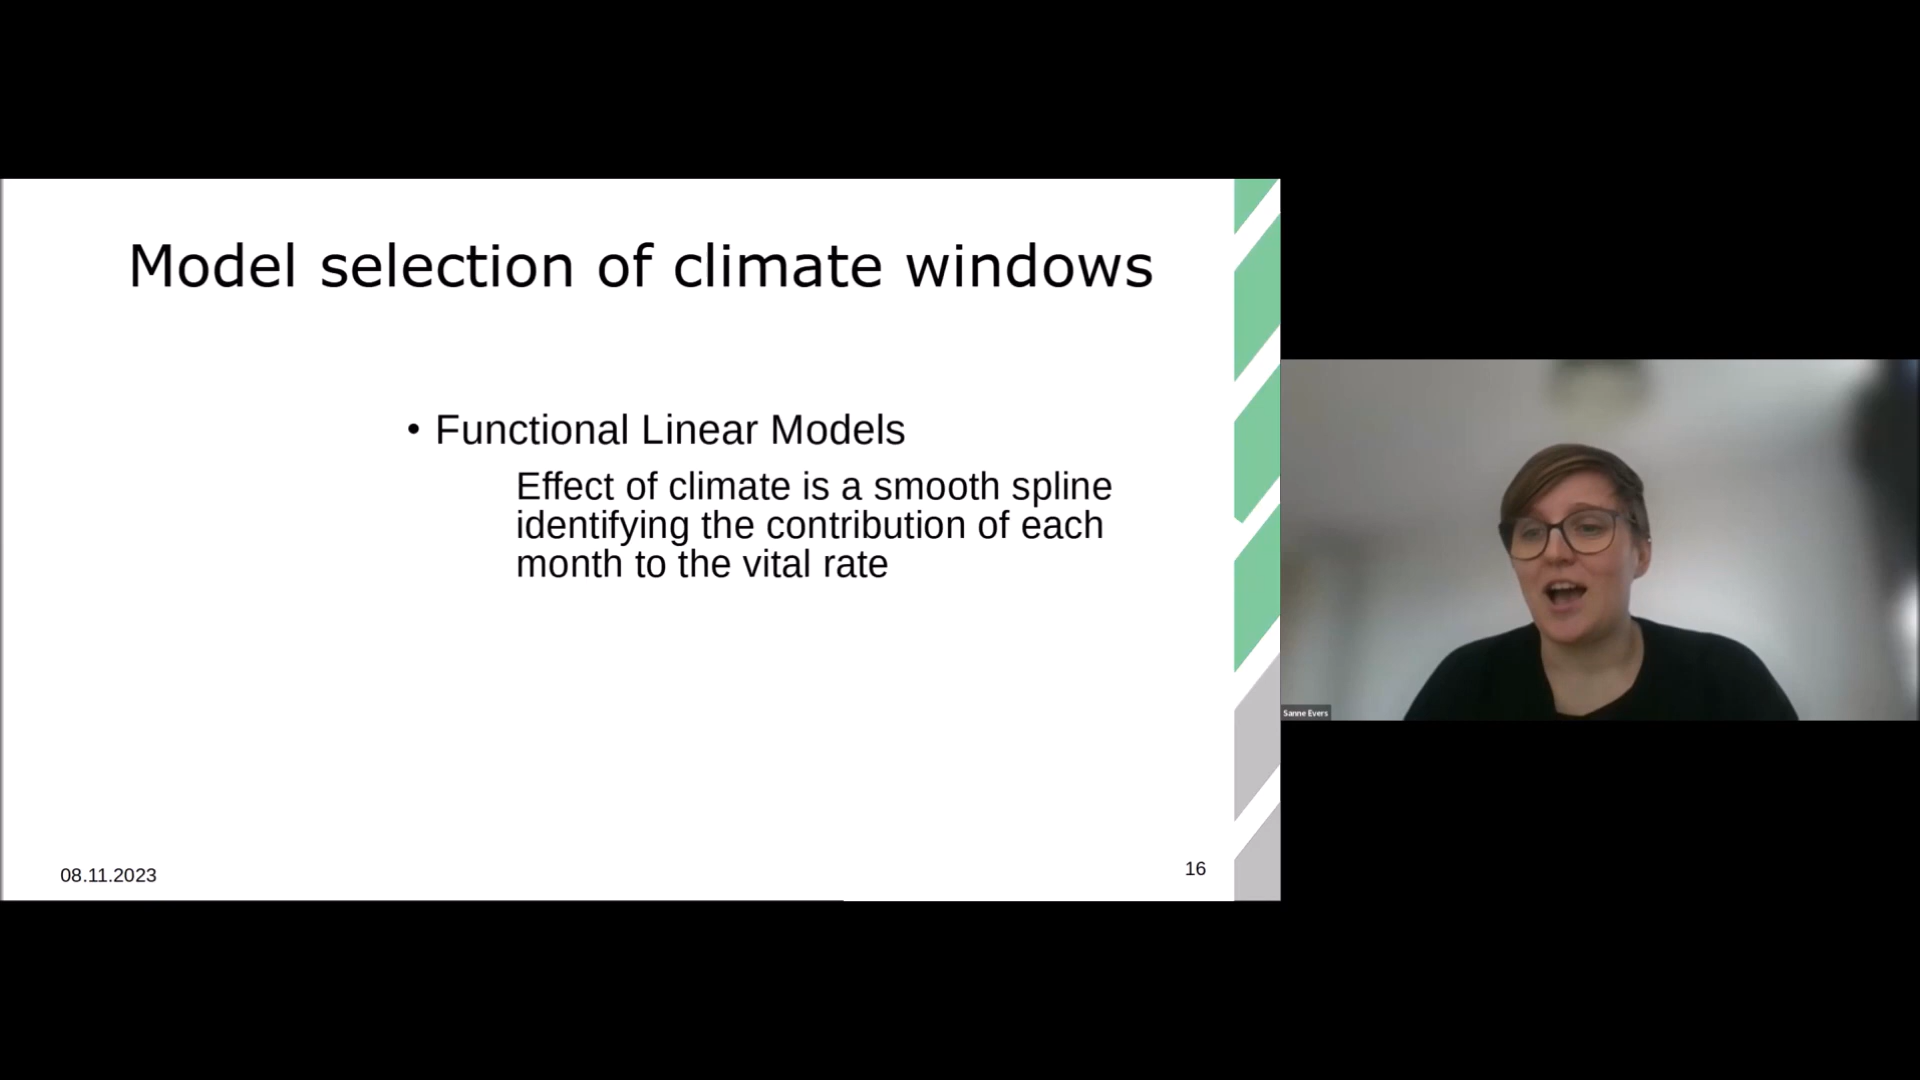 Model selection of climate windows
• Functional Linear Models
Effect of climate is a smooth spline
identifying the contribution of each
month to the vital rate
08.11.2023
16
Sanne Evers